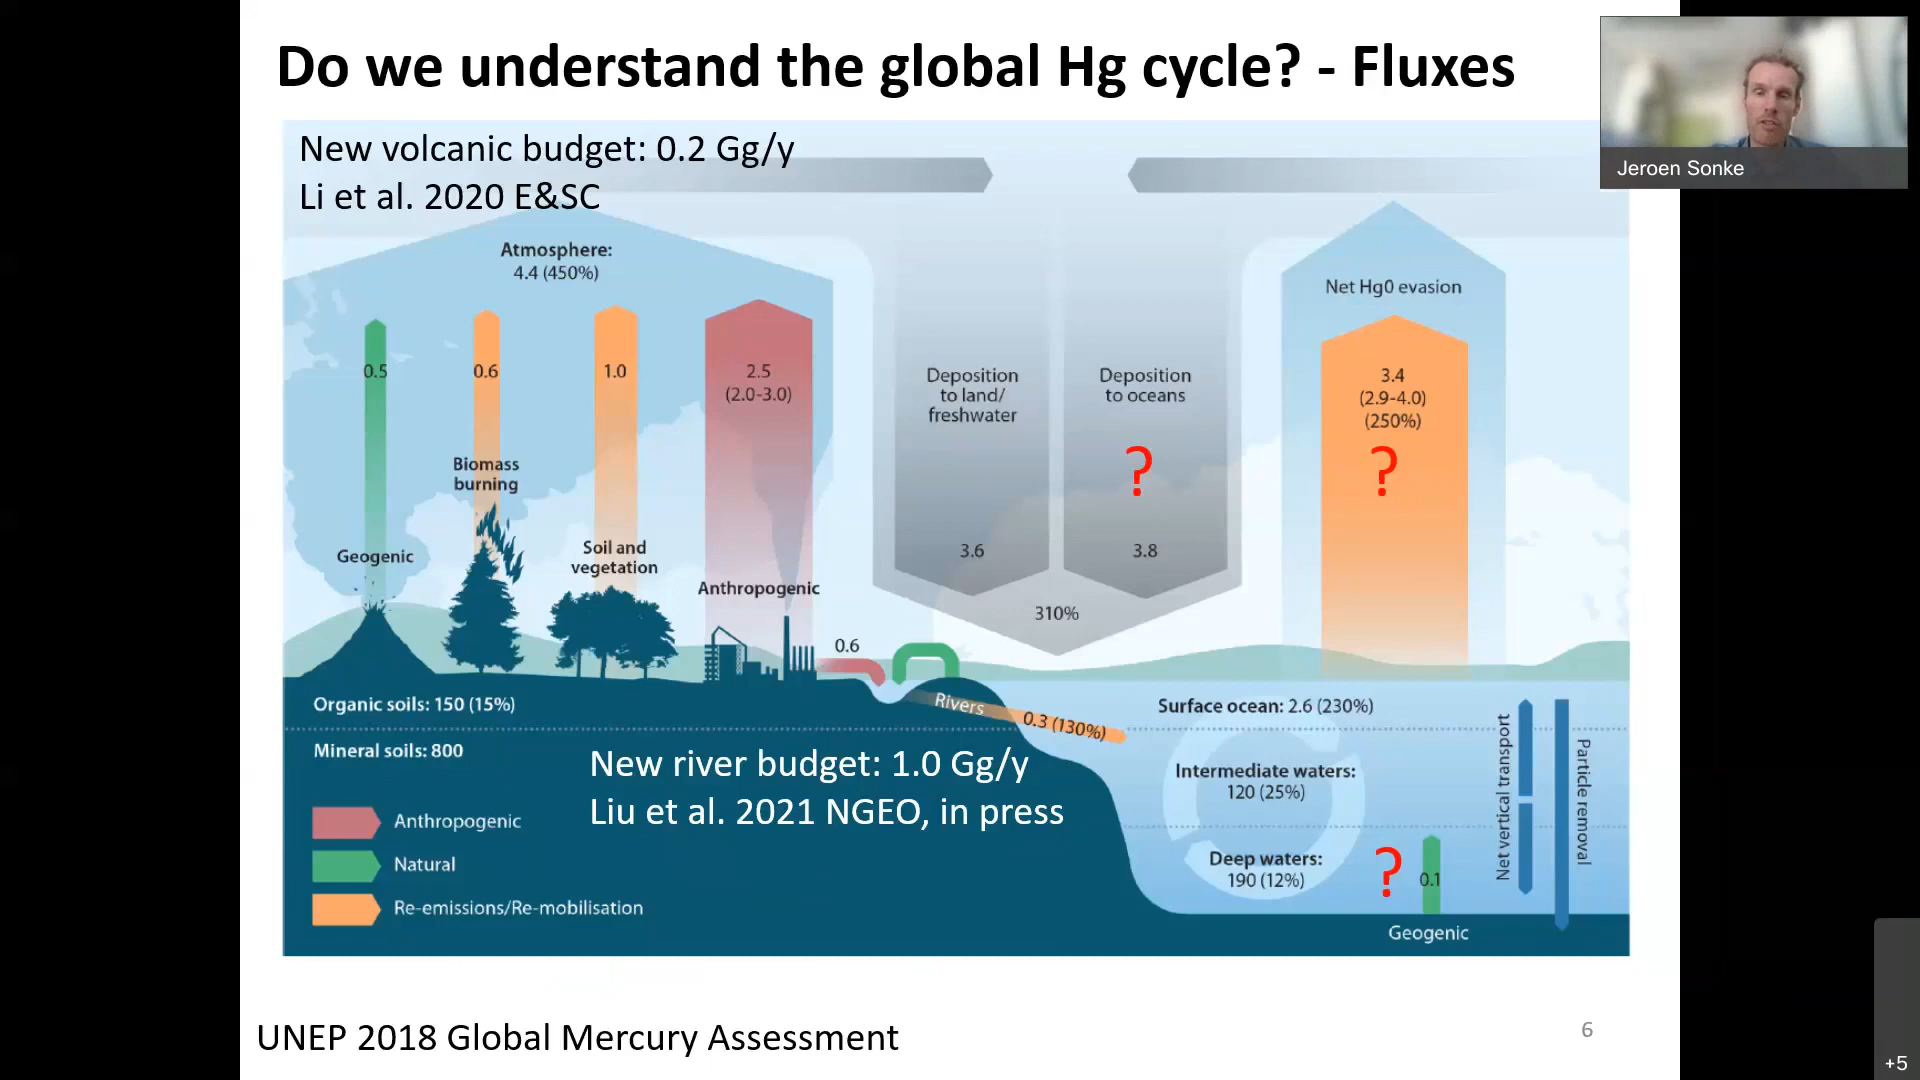 Do we understand the global Hg cycle? - Fluxes
Jeroen Sonke
New volcanic budget: 0.2 Gg/y
Li et al. 2020 E&SC
Atmosphere:
4.4 (450%)
Net Hg0 evasion
0.5
0.6
1.0
2.5
(2.0-3.0)
Deposition
to land/
freshwater
Deposition
to oceans
3.4
(2.9-4.0)
(250%)
?
?
Biomass
burning
Geogenic
Soil and
vegetation
Anthropogenic
3.6
3.8
310%
0.6
Organic soils: 150 (15%)
Rivers
0.3 (130%)
Surface ocean: 2.6 (230%)
Mineral soils: 800
New river budget: 1.0 Gg/y
Liu et al. 2021 NGEO, in press
Intermediate waters:
120 (25%)
Net vertical transport
Particle removal
Anthropogenic
Natural
Re-emissions/Re-mobilisation
Deep waters:
190 (12%)
?
0.1
Geogenic
UNEP 2018 Global Mercury Assessment
6
+5